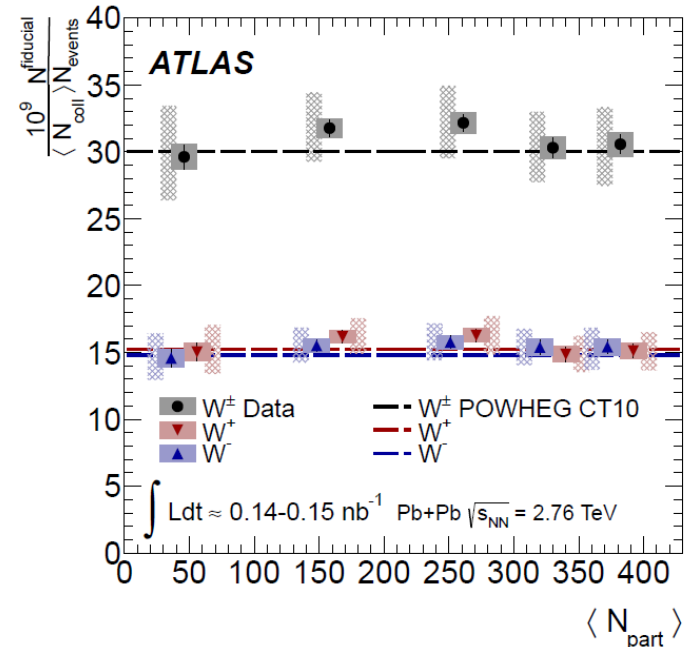 10⁹ N^fiducial
⟨N_coll⟩ N_events
ATLAS
40
35
30
25
20
15
10
5
0
W± Data
W⁺
W⁻
W± POWHEG CT10
W⁺
W⁻
∫ Ldt ≈ 0.14-0.15 nb⁻¹ Pb+Pb √s_NN = 2.76 TeV
0 50 100 150 200 250 300 350 400
⟨ N_part ⟩